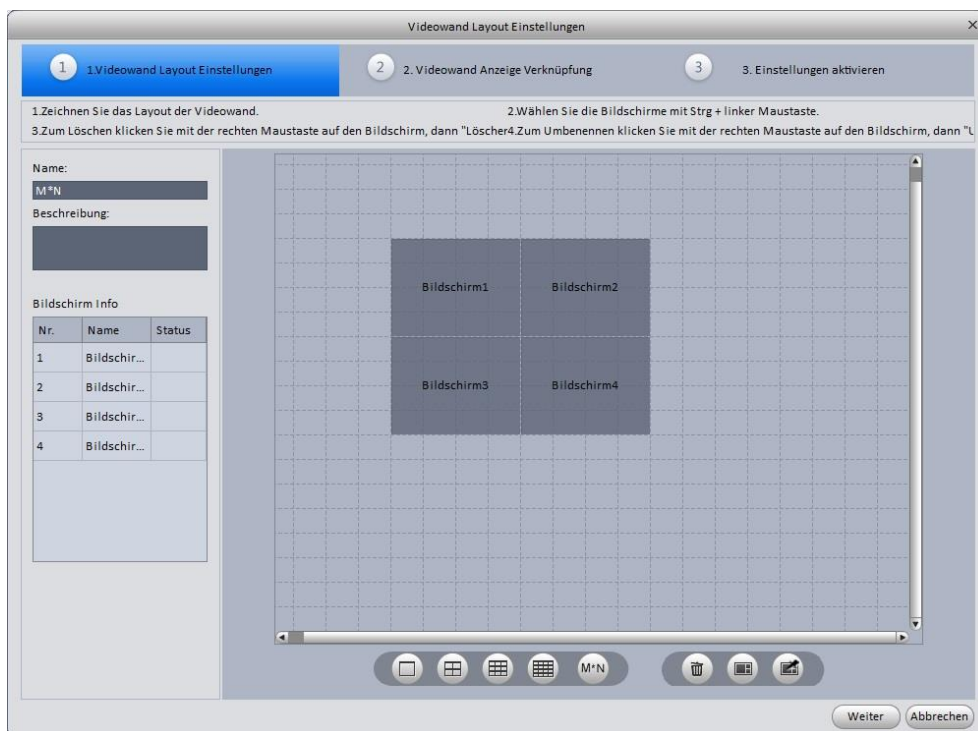 Videowand Layout Einstellungen
1 1.Videowand Layout Einstellungen
2 2. Videowand Anzeige Verknüpfung
3 3. Einstellungen aktivieren
1.Zeichnen Sie das Layout der Videowand. 2.Wählen Sie die Bildschirme mit Strg + linker Maustaste.
3.Zum Löschen klicken Sie mit der rechten Maustaste auf den Bildschirm, dann "Löscher4.Zum Umbenennen klicken Sie mit der rechten Maustaste auf den Bildschirm, dann "L
Name:
M*N
Beschreibung:
Bildschirm Info
Nr. Name Status
1 Bildschir...
2 Bildschir...
3 Bildschir...
4 Bildschir...
Bildschirm1 Bildschirm2
Bildschirm3 Bildschirm4
M*N
Weiter Abbrechen